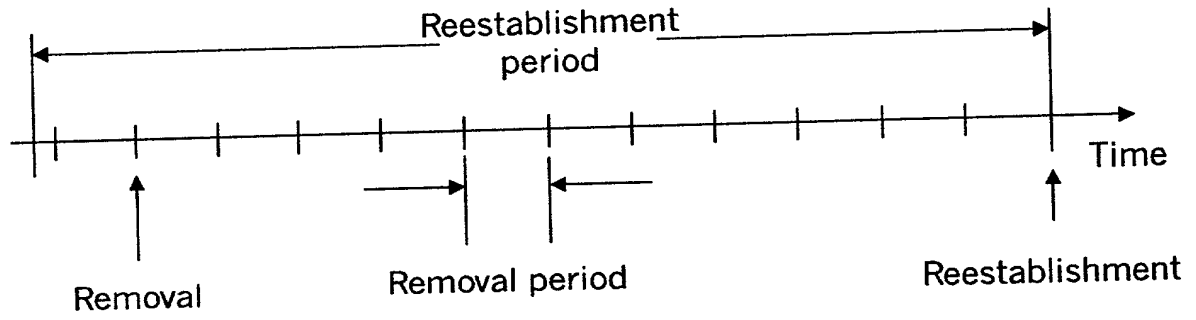 Reestablishment
period
Time
Removal
Removal period
Reestablishment